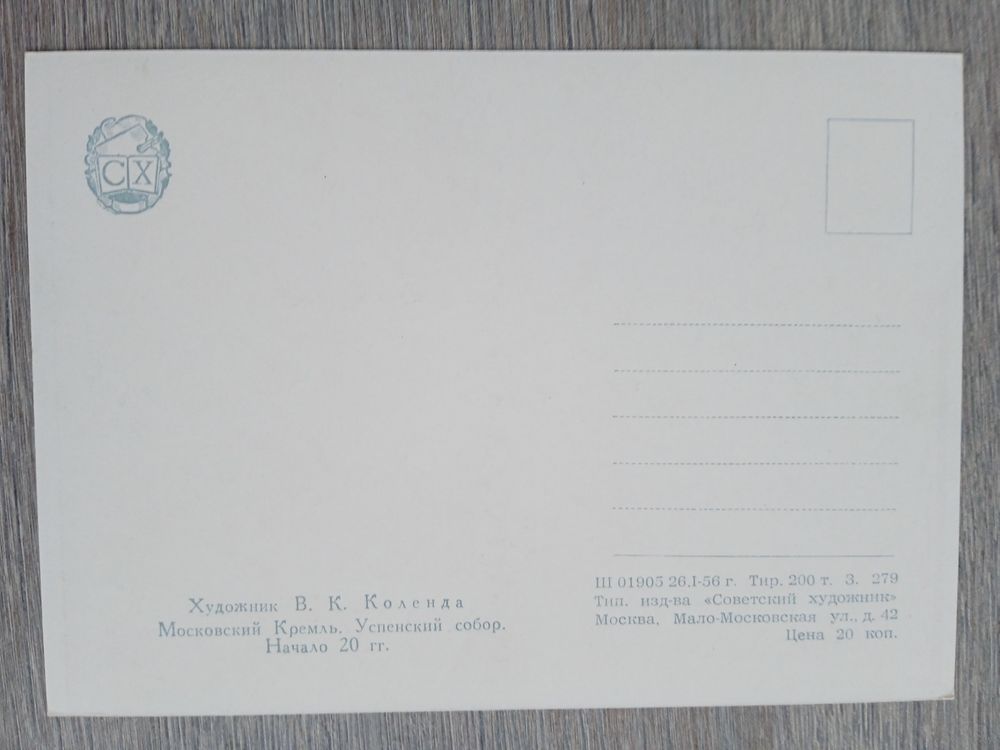 СХ
Художник В. К. Коленда
Московский Кремль. Успенский собор.
Начало 20 гг.
Ш 01905 26.I-56 г. Тир. 200 т. З. 279
Тип. изд-ва «Советский художник»
Москва, Мало-Московская ул., д. 42
Цена 20 коп.